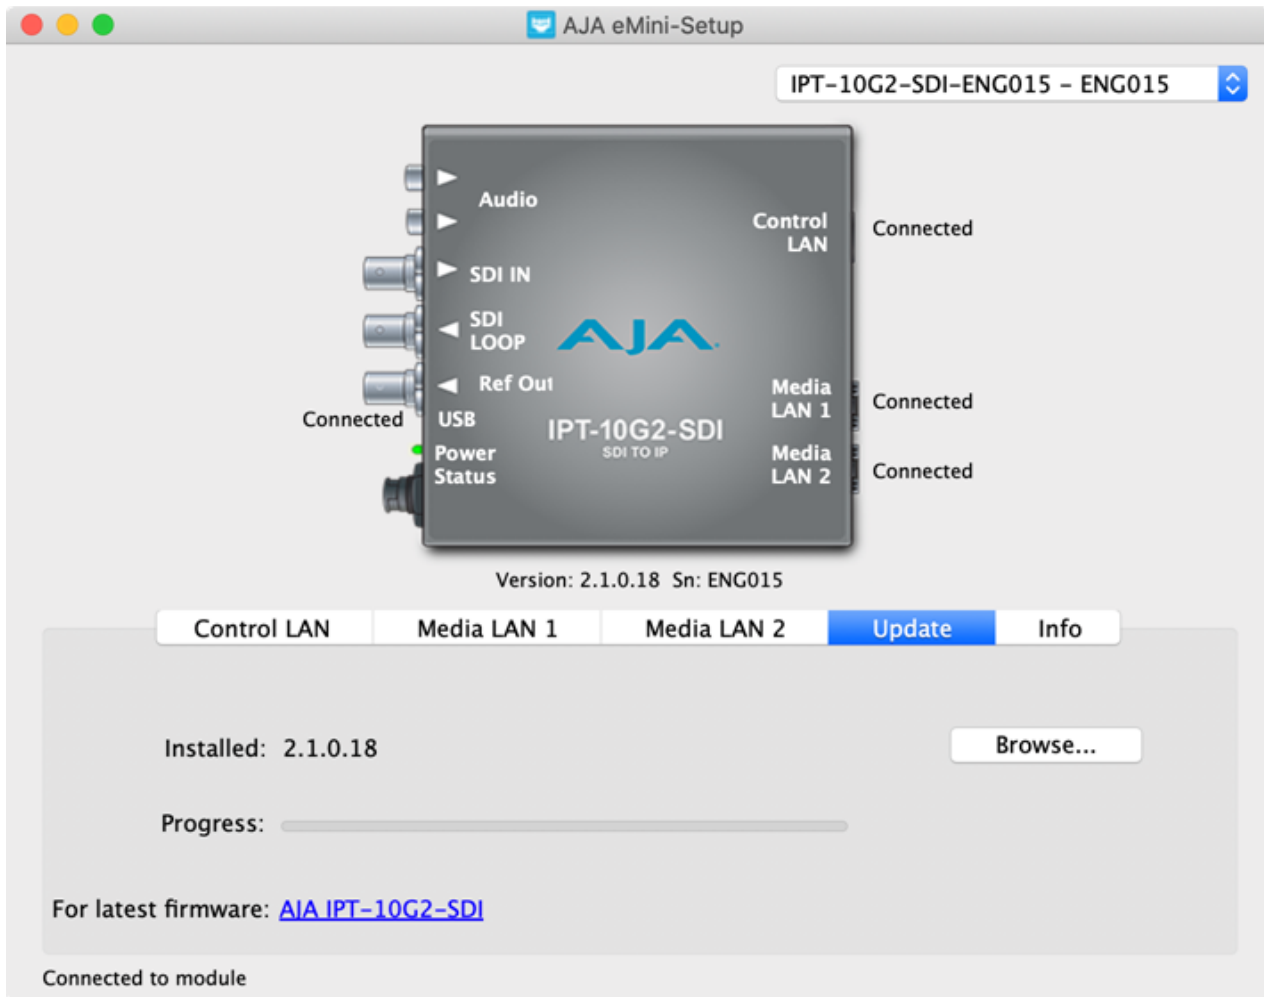 AJA eMini-Setup
IPT-10G2-SDI-ENG015 - ENG015
Audio
Control
LAN
Connected
SDI IN
SDI
LOOP
AJA
Ref Out
Media
LAN 1
Connected
Connected
USB
IPT-10G2-SDI
SDI TO IP
Power
Status
Media
LAN 2
Connected
Version: 2.1.0.18 Sn: ENG015
Control LAN
Media LAN 1
Media LAN 2
Update
Info
Installed: 2.1.0.18
Browse...
Progress:
For latest firmware: AJA IPT-10G2-SDI
Connected to module